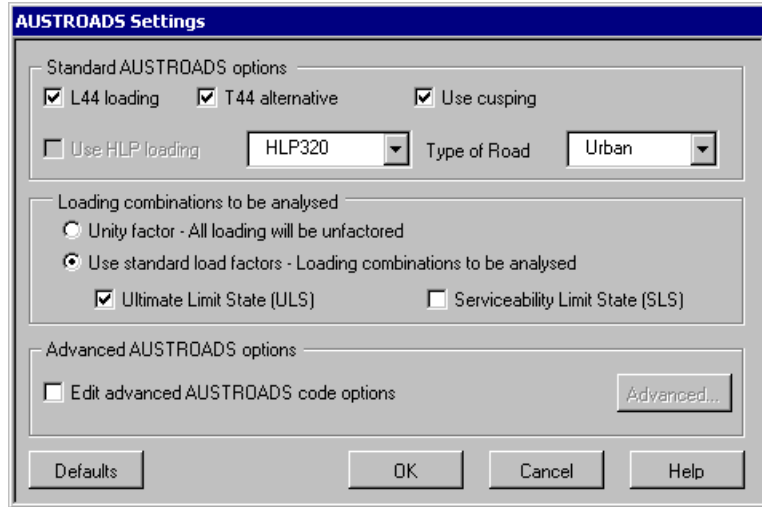 AUSTROADS Settings
Standard AUSTROADS options
L44 loading T44 alternative Use cusping
Use HLP loading HLP320 Type of Road Urban
Loading combinations to be analysed
Unity factor - All loading will be unfactored
Use standard load factors - Loading combinations to be analysed
Ultimate Limit State (ULS) Serviceability Limit State (SLS)
Advanced AUSTROADS options
Edit advanced AUSTROADS code options Advanced...
Defaults OK Cancel Help